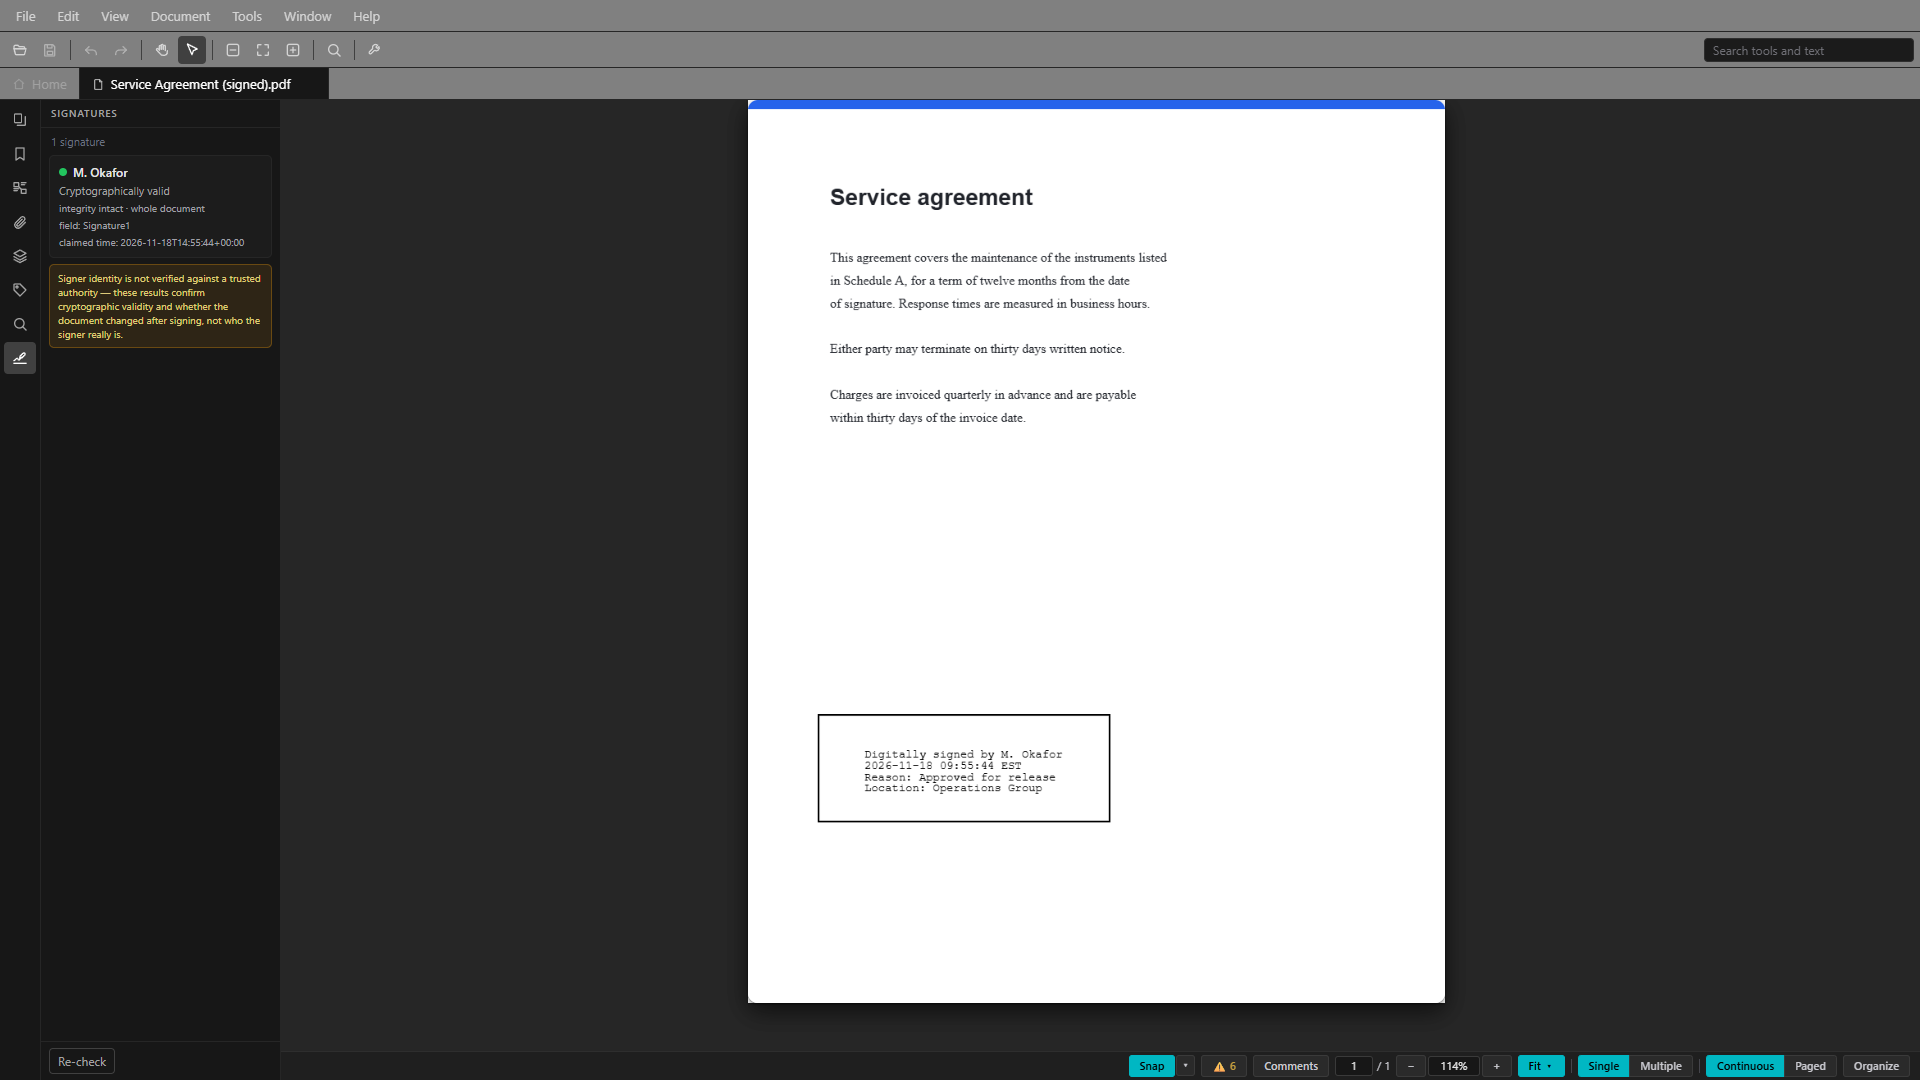 File Edit View Document Tools Window Help
Search tools and text
Home Service Agreement (signed).pdf
SIGNATURES
1 signature
M. Okafor
Cryptographically valid
integrity intact · whole document
field: Signature1
claimed time: 2026-11-18T14:55:44+00:00
Signer identity is not verified against a trusted
authority — these results confirm
cryptographic validity and whether the
document changed after signing, not who the
signer really is.
Service agreement
This agreement covers the maintenance of the instruments listed
in Schedule A, for a term of twelve months from the date
of signature. Response times are measured in business hours.
Either party may terminate on thirty days written notice.
Charges are invoiced quarterly in advance and are payable
within thirty days of the invoice date.
Digitally signed by M. Okafor
2026-11-18 09:55:44 EST
Reason: Approved for release
Location: Operations Group
Re-check
Snap 6 Comments 1 / 1 − 114% + Fit Single Multiple Continuous Paged Organize